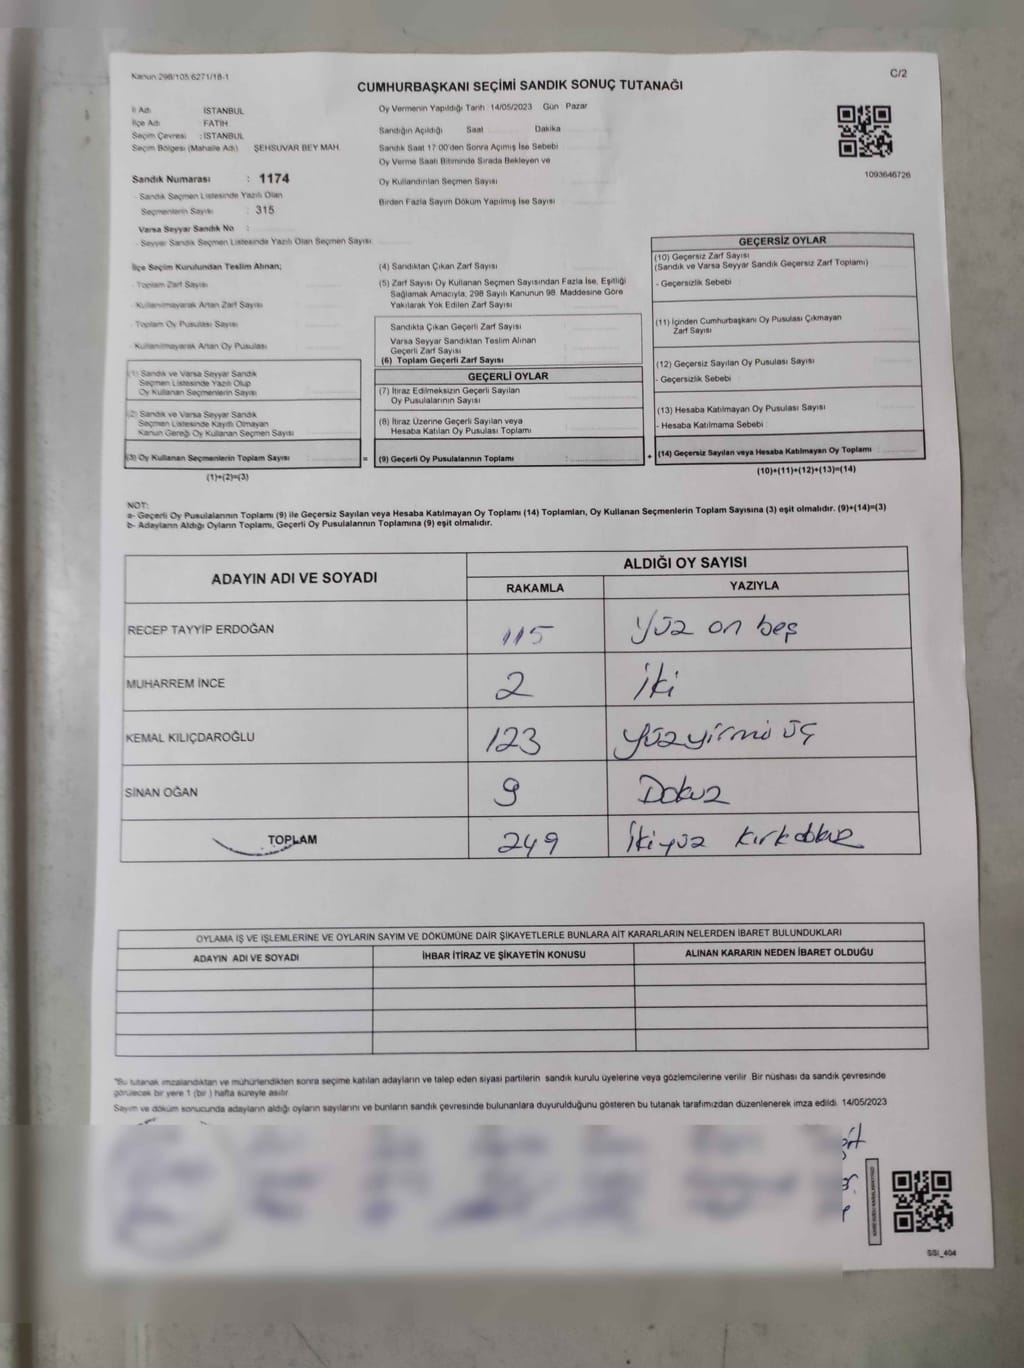 Kanun 298/105 6271/18-1
C/2
CUMHURBAŞKANI SEÇİMİ SANDIK SONUÇ TUTANAĞI
İl Adı : İSTANBUL
İlçe Adı : FATİH
Seçim Çevresi : İSTANBUL
Seçim Bölgesi (Mahalle Adı) : ŞEHSUVAR BEY MAH.
Sandık Numarası : 1174
- Sandık Seçmen Listesinde Yazılı Olan
Seçmenlerin Sayısı : 315
Varsa Seyyar Sandık No :
- Seyyar Sandık Seçmen Listesinde Yazılı Olan Seçmen Sayısı:
Oy Vermenin Yapıldığı Tarih 14/05/2023 Gün Pazar
Sandığın Açıldığı Saat Dakika
Sandık Saat 17:00'den Sonra Açımış İse Sebebi
Oy Verme Saati Bitiminde Sırada Bekleyen ve
Oy Kullandırılan Seçmen Sayısı
Birden Fazla Sayım Döküm Yapılmış İse Sayısı
1093646726
İlçe Seçim Kurulundan Teslim Alınan;
- Toplam Zarf Sayısı
- Kullanılmayarak Artan Zarf Sayısı
- Toplam Oy Pusulası Sayısı
- Kullanılmayarak Artan Oy Pusulası
(1) Sandık ve Varsa Seyyar Sandık
Seçmen Listesinde Yazılı Olup
Oy Kullanan Seçmenlerin Sayısı
(2) Sandık ve Varsa Seyyar Sandık
Seçmen Listesinde Kayıtlı Olmayan
Kanun Gereği Oy Kullanan Seçmen Sayısı
(3) Oy Kullanan Seçmenlerin Toplam Sayısı :
(1)+(2)=(3)
=
(4) Sandıktan Çıkan Zarf Sayısı
(5) Zarf Sayısı Oy Kullanan Seçmen Sayısından Fazla İse, Eşitliği
Sağlamak Amacıyla, 298 Sayılı Kanunun 98. Maddesine Göre
Yakılarak Yok Edilen Zarf Sayısı
Sandıkta Çıkan Geçerli Zarf Sayısı
Varsa Seyyar Sandıktan Teslim Alınan
Geçerli Zarf Sayısı
(6) Toplam Geçerli Zarf Sayısı
GEÇERLİ OYLAR
(7) İtiraz Edilmeksizin Geçerli Sayılan
Oy Pusulalarının Sayısı
(8) İtiraz Üzerine Geçerli Sayılan veya
Hesaba Katılan Oy Pusulası Toplamı
(9) Geçerli Oy Pusulalarının Toplamı :
+
GEÇERSİZ OYLAR
(10) Geçersiz Zarf Sayısı
(Sandık ve Varsa Seyyar Sandık Geçersiz Zarf Toplamı)
- Geçersizlik Sebebi
(11) İçinden Cumhurbaşkanı Oy Pusulası Çıkmayan
Zarf Sayısı
(12) Geçersiz Sayılan Oy Pusulası Sayısı
- Geçersizlik Sebebi
(13) Hesaba Katılmayan Oy Pusulası Sayısı
- Hesaba Katılmama Sebebi
(14) Geçersiz Sayılan veya Hesaba Katılmayan Oy Toplamı :
(10)+(11)+(12)+(13)=(14)
NOT:
a- Geçerli Oy Pusulalarının Toplamı (9) ile Geçersiz Sayılan veya Hesaba Katılmayan Oy Toplamı (14) Toplamları, Oy Kullanan Seçmenlerin Toplam Sayısına (3) eşit olmalıdır. (9)+(14)=(3)
b- Adayların Aldığı Oyların Toplamı, Geçerli Oy Pusulalarının Toplamına (9) eşit olmalıdır.
ADAYIN ADI VE SOYADI
ALDIĞI OY SAYISI
RAKAMLA YAZIYLA
RECEP TAYYİP ERDOĞAN 115 Yüz on beş
MUHARREM İNCE 2 İki
KEMAL KILIÇDAROĞLU 123 Yüzyirmi üç
SİNAN OĞAN 9 Dokuz
TOPLAM 249 İkiyüz kırkdokuz
OYLAMA İŞ VE İŞLEMLERİNE VE OYLARIN SAYIM VE DÖKÜMÜNE DAİR ŞİKAYETLERLE BUNLARA AİT KARARLARIN NELERDEN İBARET BULUNDUKLARI
ADAYIN ADI VE SOYADI İHBAR İTİRAZ VE ŞİKAYETİN KONUSU ALINAN KARARIN NEDEN İBARET OLDUĞU
*Bu tutanak imzalandıktan ve mühürlendikten sonra seçime katılan adayların ve talep eden siyasi partilerin sandık kurulu üyelerine veya gözlemcilerine verilir. Bir nüshası da sandık çevresinde
görülecek bir yere 1 (bir) hafta süreyle asılır.
Sayım ve döküm sonucunda adayların aldığı oyların sayılarını ve bunların sandık çevresinde bulunanlara duyurulduğunu gösteren bu tutanak tarafımızdan düzenlenerek imza edildi. 14/05/2023
SSI_404